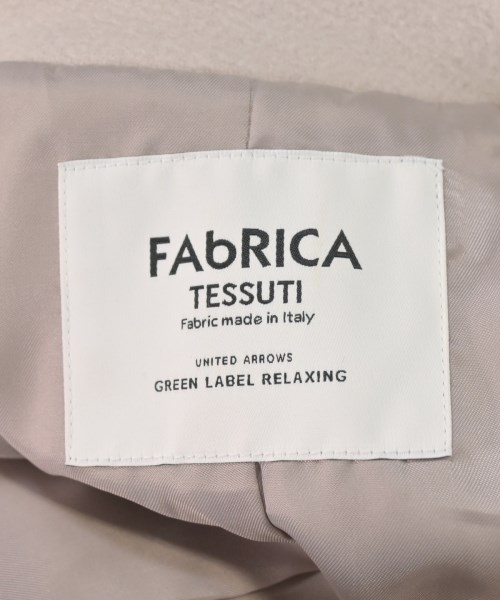 FAbRICA
TESSUTI
Fabric made in Italy
UNITED ARROWS
GREEN LABEL RELAXING